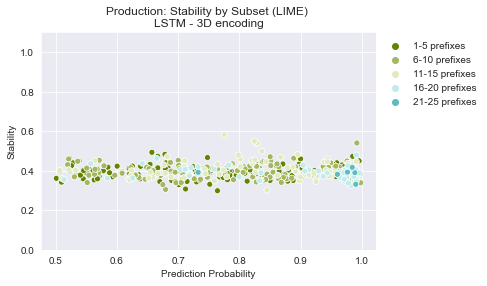 Production: Stability by Subset (LIME)
LSTM - 3D encoding
1-5 prefixes
6-10 prefixes
11-15 prefixes
16-20 prefixes
21-25 prefixes
Stability
1.0
0.8
0.6
0.4
0.2
0.0
0.5 0.6 0.7 0.8 0.9 1.0
Prediction Probability